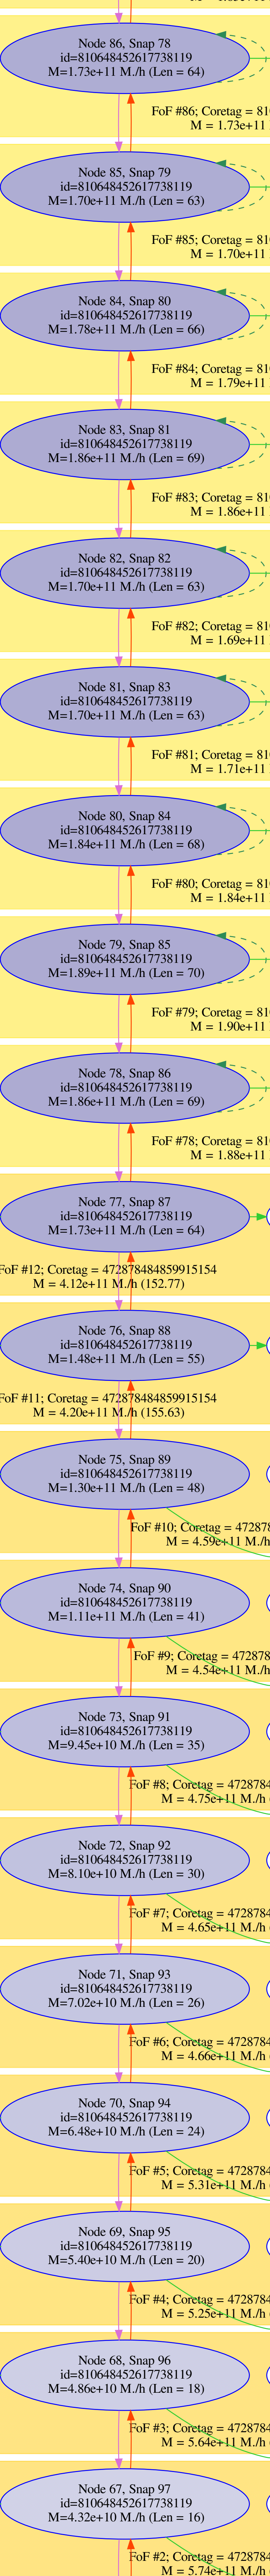 Node 86, Snap 78
id=810648452617738119
M=1.73e+11 M./h (Len = 64)
FoF #86; Coretag = 810
M = 1.73e+11
Node 85, Snap 79
id=810648452617738119
M=1.70e+11 M./h (Len = 63)
FoF #85; Coretag = 810
M = 1.70e+11
Node 84, Snap 80
id=810648452617738119
M=1.78e+11 M./h (Len = 66)
FoF #84; Coretag = 810
M = 1.79e+11
Node 83, Snap 81
id=810648452617738119
M=1.86e+11 M./h (Len = 69)
FoF #83; Coretag = 810
M = 1.86e+11
Node 82, Snap 82
id=810648452617738119
M=1.70e+11 M./h (Len = 63)
FoF #82; Coretag = 810
M = 1.69e+11
Node 81, Snap 83
id=810648452617738119
M=1.70e+11 M./h (Len = 63)
FoF #81; Coretag = 810
M = 1.71e+11
Node 80, Snap 84
id=810648452617738119
M=1.84e+11 M./h (Len = 68)
FoF #80; Coretag = 810
M = 1.84e+11
Node 79, Snap 85
id=810648452617738119
M=1.89e+11 M./h (Len = 70)
FoF #79; Coretag = 810
M = 1.90e+11
Node 78, Snap 86
id=810648452617738119
M=1.86e+11 M./h (Len = 69)
FoF #78; Coretag = 810
M = 1.88e+11
Node 77, Snap 87
id=810648452617738119
M=1.73e+11 M./h (Len = 64)
FoF #12; Coretag = 472878484859915154
M = 4.12e+11 M./h (152.77)
Node 76, Snap 88
id=810648452617738119
M=1.48e+11 M./h (Len = 55)
FoF #11; Coretag = 472878484859915154
M = 4.20e+11 M./h (155.63)
Node 75, Snap 89
id=810648452617738119
M=1.30e+11 M./h (Len = 48)
FoF #10; Coretag = 472878
M = 4.59e+11 M./h
Node 74, Snap 90
id=810648452617738119
M=1.11e+11 M./h (Len = 41)
FoF #9; Coretag = 472878
M = 4.54e+11 M./h
Node 73, Snap 91
id=810648452617738119
M=9.45e+10 M./h (Len = 35)
FoF #8; Coretag = 4728784
M = 4.75e+11 M./h (
Node 72, Snap 92
id=810648452617738119
M=8.10e+10 M./h (Len = 30)
FoF #7; Coretag = 4728784
M = 4.65e+11 M./h (
Node 71, Snap 93
id=810648452617738119
M=7.02e+10 M./h (Len = 26)
FoF #6; Coretag = 4728784
M = 4.66e+11 M./h (
Node 70, Snap 94
id=810648452617738119
M=6.48e+10 M./h (Len = 24)
FoF #5; Coretag = 4728784
M = 5.31e+11 M./h (
Node 69, Snap 95
id=810648452617738119
M=5.40e+10 M./h (Len = 20)
FoF #4; Coretag = 4728784
M = 5.25e+11 M./h (
Node 68, Snap 96
id=810648452617738119
M=4.86e+10 M./h (Len = 18)
FoF #3; Coretag = 4728784
M = 5.64e+11 M./h (
Node 67, Snap 97
id=810648452617738119
M=4.32e+10 M./h (Len = 16)
FoF #2; Coretag = 4728784
M = 5.74e+11 M./h (